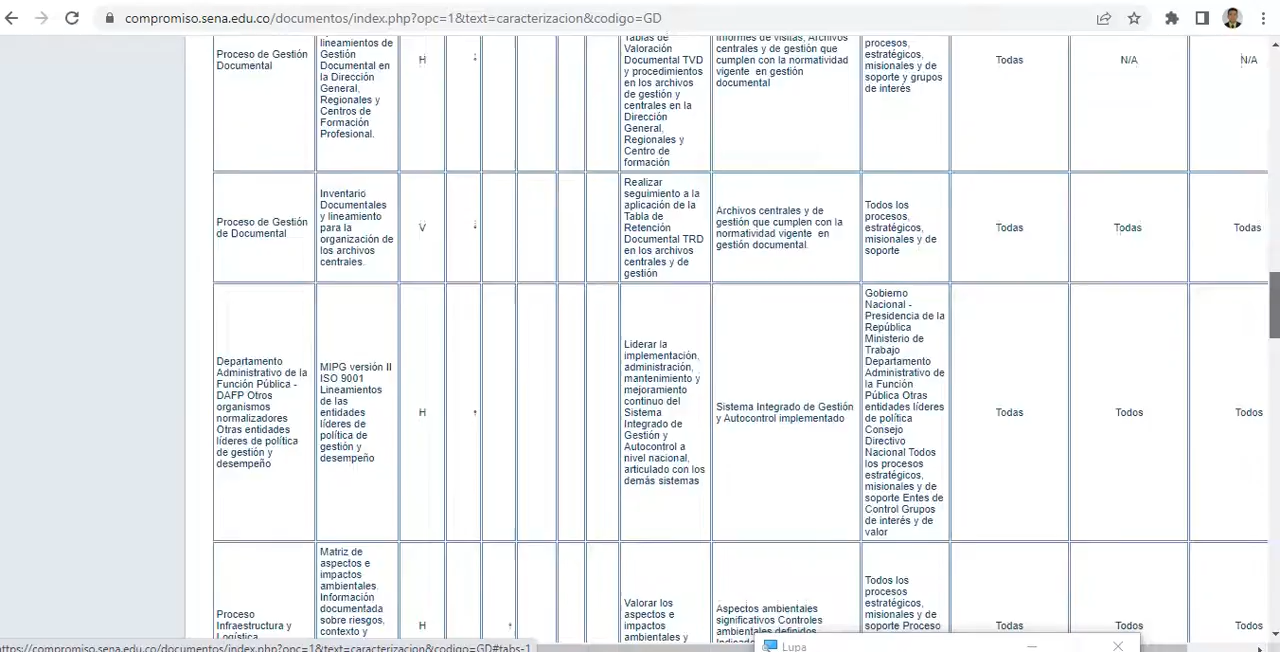 compromiso.sena.edu.co/documentos/index.php?opc=1&text=caracterizacion&codigo=GD
Proceso de Gestión
Documental
lineamientos de
Gestión
Documental en
la Dirección
General,
Regionales y
Centros de
Formación
Profesional.
H
Tablas de
Valoración
Documental TVD
y procedimientos
en los archivos
de gestión y
centrales en la
Dirección
General,
Regionales y
Centro de
formación
informes de visitas, Archivos
centrales y de gestión que
cumplen con la normatividad
vigente en gestión
documental
procesos,
estratégicos,
misionales y de
soporte y grupos
de interés
Todas
N/A
N/A
Proceso de Gestión
de Documental
Inventario
Documentales
y lineamiento
para la
organización de
los archivos
centrales.
V
Realizar
seguimiento a la
aplicación de la
Tabla de
Retención
Documental TRD
en los archivos
centrales y de
gestión
Archivos centrales y de
gestión que cumplen con la
normatividad vigente en
gestión documental
Todos los
procesos,
estratégicos,
misionales y de
soporte
Todas
Todas
Todas
Departamento
Administrativo de la
Función Pública -
DAFP Otros
organismos
normalizadores
Otras entidades
líderes de política
de gestión y
desempeño
MIPG versión II
ISO 9001
Lineamientos
de las
entidades
líderes de
política de
gestión y
desempeño
H
Liderar la
implementación,
administración,
mantenimiento y
mejoramiento
continuo del
Sistema
Integrado de
Gestión y
Autocontrol a
nivel nacional,
articulado con los
demás sistemas
Sistema Integrado de Gestión
y Autocontrol implementado
Gobierno
Nacional -
Presidencia de la
República
Ministerio de
Trabajo
Departamento
Administrativo de
la Función
Pública Otras
entidades líderes
de política
Consejo
Directivo
Nacional Todos
los procesos
estratégicos,
misionales y de
soporte Entes de
Control Grupos
de interés y de
valor
Todas
Todos
Todos
Proceso
Infraestructura y
Logística
Matriz de
aspectos e
impactos
ambientales.
Información
documentada
sobre riesgos,
contexto y
H
Valorar los
aspectos e
impactos
ambientales y
Aspectos ambientales
significativos Controles
ambientales definidos
Todos los
procesos
estratégicos,
misionales y de
soporte Proceso
Todos
Todos
Todos
https://compromiso.sena.edu.co/documentos/index.php?opc=1&text=caracterizacion&codigo=GD#tabs-1
Lupa